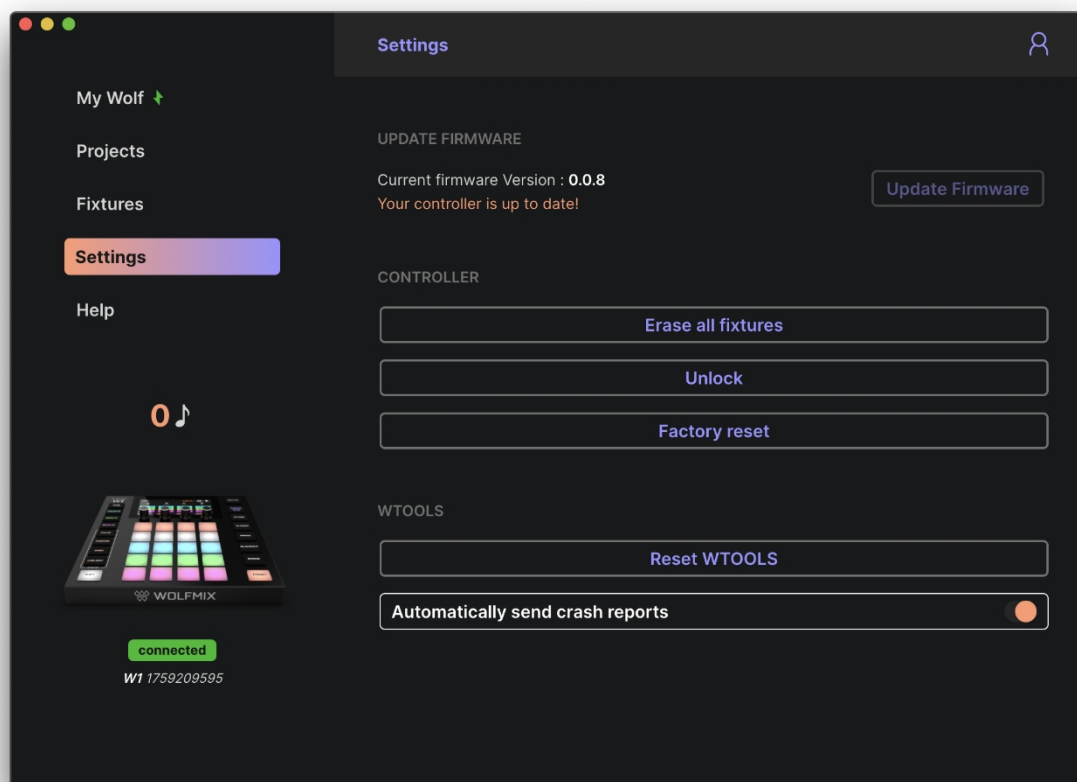 Settings
My Wolf
Projects
Fixtures
Settings
Help
0
WOLFMIX
connected
W1 1759209595
UPDATE FIRMWARE
Current firmware Version : 0.0.8
Your controller is up to date!
Update Firmware
CONTROLLER
Erase all fixtures
Unlock
Factory reset
WTOOLS
Reset WTOOLS
Automatically send crash reports